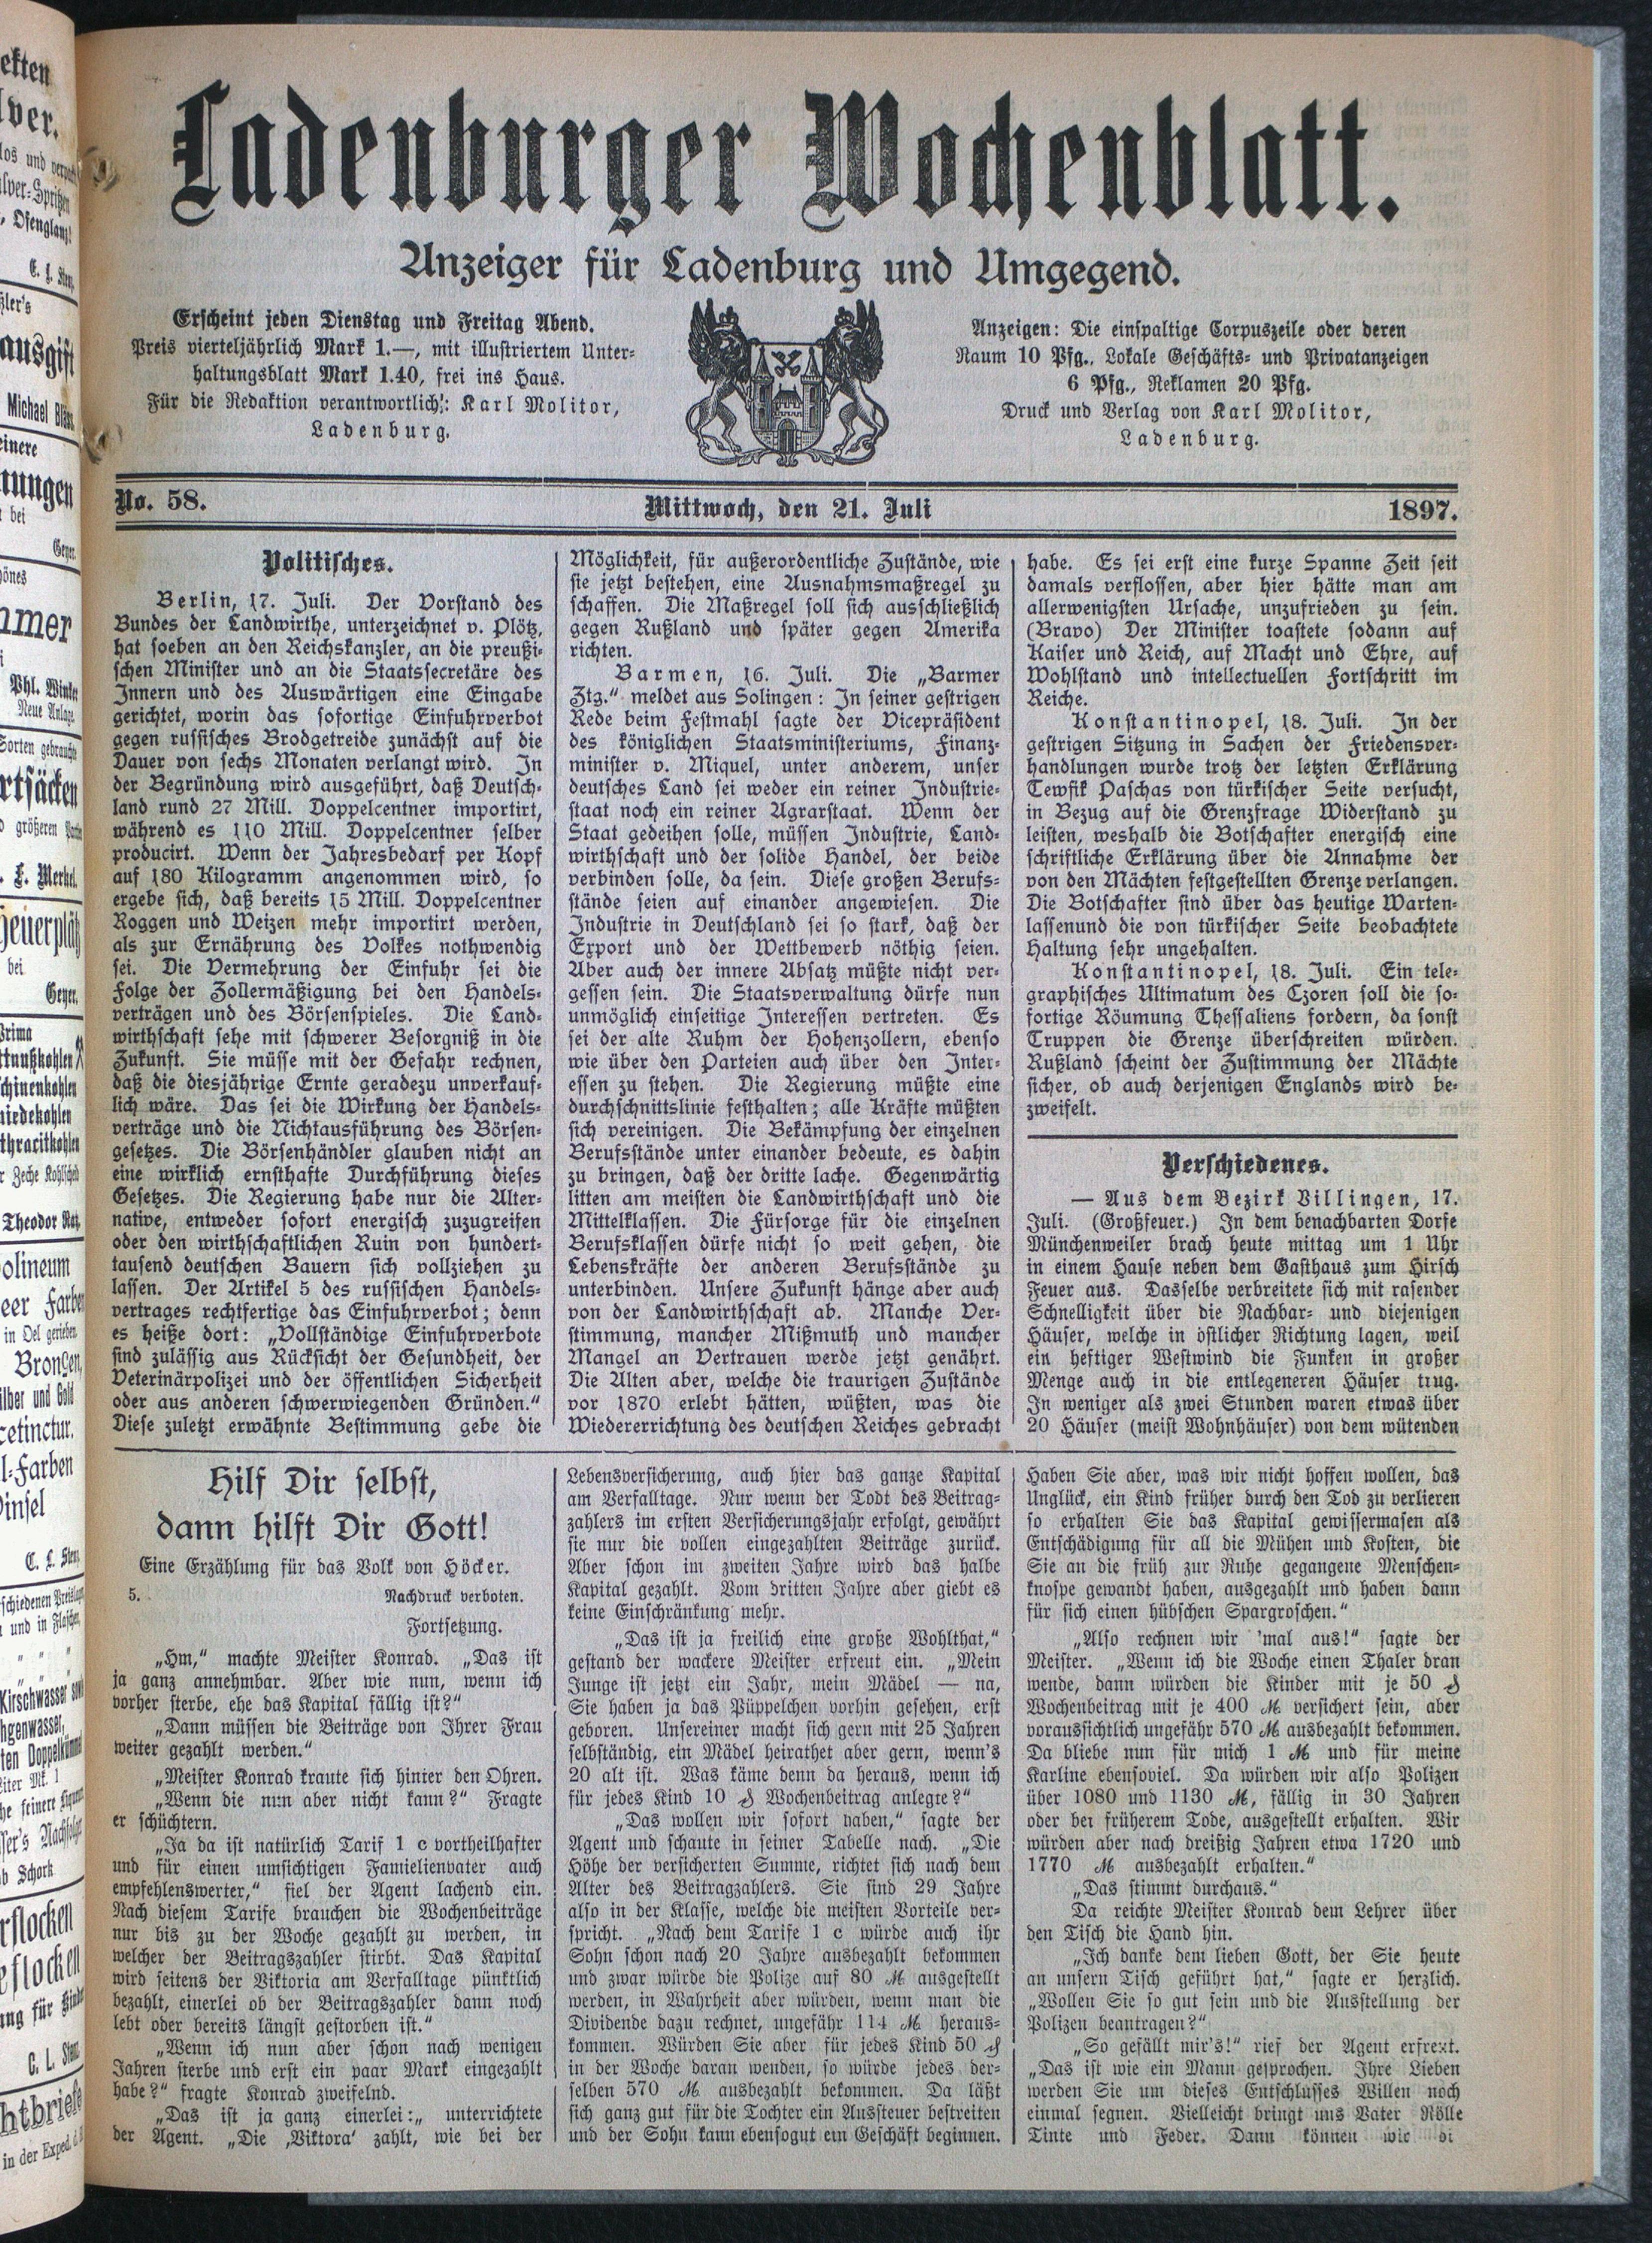 Ladenburger Wochenblatt.
Anzeiger für Ladenburg und Umgegend.
Erscheint jeden Dienstag und Freitag Abend.
Preis vierteljährlich Mark 1.—, mit illustriertem Unter-
haltungsblatt Mark 1.40, frei ins Haus.
Für die Redaktion verantwortlich: Karl Molitor,
Ladenburg.
Anzeigen: Die einspaltige Corpuszeile oder deren
Raum 10 Pfg., Lokale Geschäfts- und Privatanzeigen
6 Pfg., Reklamen 20 Pfg.
Druck und Verlag von Karl Molitor,
Ladenburg.
No. 58.
Mittwoch, den 21. Juli
1897.
Politisches.
Berlin, 17. Juli. Der Vorstand des
Bundes der Landwirthe, unterzeichnet v. Plötz,
hat soeben an den Reichskanzler, an die preußi-
schen Minister und an die Staatssecretäre des
Innern und des Auswärtigen eine Eingabe
gerichtet, worin das sofortige Einfuhrverbot
gegen russisches Brodgetreide zunächst auf die
Dauer von sechs Monaten verlangt wird. In
der Begründung wird ausgeführt, daß Deutsch-
land rund 27 Mill. Doppelcentner importirt,
während es 110 Mill. Doppelcentner selber
producirt. Wenn der Jahresbedarf per Kopf
auf 180 Kilogramm angenommen wird, so
ergebe sich, daß bereits 15 Mill. Doppelcentner
Roggen und Weizen mehr importirt werden,
als zur Ernährung des Volkes nothwendig
sei. Die Vermehrung der Einfuhr sei die
Folge der Zollermäßigung bei den Handels-
verträgen und des Börsenspieles. Die Land-
wirthschaft sehe mit schwerer Besorgniß in die
Zukunft. Sie müsse mit der Gefahr rechnen,
daß die diesjährige Ernte geradezu unverkauf-
lich wäre. Das sei die Wirkung der Handels-
verträge und die Nichtausführung des Börsen-
gesetzes. Die Börsenhändler glauben nicht an
eine wirklich ernsthafte Durchführung dieses
Gesetzes. Die Regierung habe nur die Alter-
native, entweder sofort energisch zuzugreifen
oder den wirthschaftlichen Ruin von hundert-
tausend deutschen Bauern sich vollziehen zu
lassen. Der Artikel 5 des russischen Handels-
vertrages rechtfertige das Einfuhrverbot; denn
es heiße dort: „Vollständige Einfuhrverbote
sind zulässig aus Rücksicht der Gesundheit, der
Veterinärpolizei und der öffentlichen Sicherheit
oder aus anderen schwerwiegenden Gründen.“
Diese zuletzt erwähnte Bestimmung gebe die
Möglichkeit, für außerordentliche Zustände, wie
sie jetzt bestehen, eine Ausnahmsmaßregel zu
schaffen. Die Maßregel soll sich ausschließlich
gegen Rußland und später gegen Amerika
richten.
Barmen, 16. Juli. Die „Barmer
Ztg.“ meldet aus Solingen: In seiner gestrigen
Rede beim Festmahl sagte der Vicepräsident
des königlichen Staatsministeriums, Finanz-
minister v. Miquel, unter anderem, unser
deutsches Land sei weder ein reiner Industrie-
staat noch ein reiner Agrarstaat. Wenn der
Staat gedeihen solle, müssen Industrie, Land-
wirthschaft und der solide Handel, der beide
verbinden solle, da sein. Diese großen Berufs-
stände seien auf einander angewiesen. Die
Industrie in Deutschland sei so stark, daß der
Export und der Wettbewerb nöthig seien.
Aber auch der innere Absatz müßte nicht ver-
gessen sein. Die Staatsverwaltung dürfe nun
unmöglich einseitige Interessen vertreten. Es
sei der alte Ruhm der Hohenzollern, ebenso
wie über den Parteien auch über den Inter-
essen zu stehen. Die Regierung müßte eine
durchschnittslinie festhalten; alle Kräfte müßten
sich vereinigen. Die Bekämpfung der einzelnen
Berufsstände unter einander bedeute, es dahin
zu bringen, daß der dritte lache. Gegenwärtig
litten am meisten die Landwirthschaft und die
Mittelklassen. Die Fürsorge für die einzelnen
Berufsklassen dürfe nicht so weit gehen, die
Lebenskräfte der anderen Berufsstände zu
unterbinden. Unsere Zukunft hänge aber auch
von der Landwirthschaft ab. Manche Ver-
stimmung, mancher Mißmuth und mancher
Mangel an Vertrauen werde jetzt genährt.
Die Alten aber, welche die traurigen Zustände
vor 1870 erlebt hätten, wüßten, was die
Wiedererrichtung des deutschen Reiches gebracht
habe. Es sei erst eine kurze Spanne Zeit seit
damals verflossen, aber hier hätte man am
allerwenigsten Ursache, unzufrieden zu sein.
(Bravo) Der Minister toastete sodann auf
Kaiser und Reich, auf Macht und Ehre, auf
Wohlstand und intellectuellen Fortschritt im
Reiche.
Konstantinopel, 18. Juli. In der
gestrigen Sitzung in Sachen der Friedensver-
handlungen wurde trotz der letzten Erklärung
Tewfik Paschas von türkischer Seite versucht,
in Bezug auf die Grenzfrage Widerstand zu
leisten, weshalb die Botschafter energisch eine
schriftliche Erklärung über die Annahme der
von den Mächten festgestellten Grenze verlangen.
Die Botschafter sind über das heutige Warten-
lassenund die von türkischer Seite beobachtete
Haltung sehr ungehalten.
Konstantinopel, 18. Juli. Ein tele-
graphisches Ultimatum des Czoren soll die so-
fortige Röumung Thessaliens fordern, da sonst
Truppen die Grenze überschreiten würden.
Rußland scheint der Zustimmung der Mächte
sicher, ob auch derjenigen Englands wird be-
zweifelt.
Verschiedenes.
— Aus dem Bezirk Villingen, 17.
Juli. (Großfeuer.) In dem benachbarten Dorfe
Münchenweiler brach heute mittag um 1 Uhr
in einem Hause neben dem Gasthaus zum Hirsch
Feuer aus. Dasselbe verbreitete sich mit rasender
Schnelligkeit über die Nachbar- und diejenigen
Häuser, welche in östlicher Richtung lagen, weil
ein heftiger Westwind die Funken in großer
Menge auch in die entlegeneren Häuser trug.
In weniger als zwei Stunden waren etwas über
20 Häuser (meist Wohnhäuser) von dem wütenden
Hilf Dir selbst,
dann hilft Dir Gott!
Eine Erzählung für das Volk von Höcker.
5. Nachdruck verboten.
Fortsetzung.
„Hm,“ machte Meister Konrad. „Das ist
ja ganz annehmbar. Aber wie nun, wenn ich
vorher sterbe, ehe das Kapital fällig ist?“
„Dann müssen die Beiträge von Ihrer Frau
weiter gezahlt werden.“
„Meister Konrad kraute sich hinter den Ohren.
„Wenn die nun aber nicht kann?“ Fragte
er schüchtern.
„Ja da ist natürlich Tarif 1 c vortheilhafter
und für einen umsichtigen Famelienvater auch
empfehlenswerter,“ fiel der Agent lachend ein.
Nach diesem Tarife brauchen die Wochenbeiträge
nur bis zu der Woche gezahlt zu werden, in
welcher der Beitragszahler stirbt. Das Kapital
wird seitens der Viktoria am Verfalltage pünktlich
bezahlt, einerlei ob der Beitragszahler dann noch
lebt oder bereits längst gestorben ist.“
„Wenn ich nun aber schon nach wenigen
Jahren sterbe und erst ein paar Mark eingezahlt
habe?“ fragte Konrad zweifelnd.
„Das ist ja ganz einerlei:„ unterrichtete
der Agent. „Die ‚Viktora‘ zahlt, wie bei der
Lebensversicherung, auch hier das ganze Kapital
am Verfalltage. Nur wenn der Todt des Beitrag-
zahlers im ersten Versicherungsjahr erfolgt, gewährt
sie nur die vollen eingezahlten Beiträge zurück.
Aber schon im zweiten Jahre wird das halbe
Kapital gezahlt. Vom dritten Jahre aber giebt es
keine Einschränkung mehr.
„Das ist ja freilich eine große Wohlthat,“
gestand der wackere Meister erfreut ein. „Mein
Junge ist jetzt ein Jahr, mein Mädel — na,
Sie haben ja das Püppelchen vorhin gesehen, erst
geboren. Unsereiner macht sich gern mit 25 Jahren
selbständig, ein Mädel heirathet aber gern, wenn's
20 alt ist. Was käme denn da heraus, wenn ich
für jedes Kind 10 ₰ Wochenbeitrag anlegte?“
„Das wollen wir sofort haben,“ sagte der
Agent und schaute in seiner Tabelle nach. „Die
Höhe der versicherten Summe, richtet sich nach dem
Alter des Beitragzahlers. Sie sind 29 Jahre
also in der Klasse, welche die meisten Vorteile ver-
spricht. „Nach dem Tarife 1 c würde auch ihr
Sohn schon nach 20 Jahre ausbezahlt bekommen
und zwar würde die Polize auf 80 ℳ ausgestellt
werden, in Wahrheit aber würden, wenn man die
Dividende dazu rechnet, ungefähr 114 ℳ heraus-
kommen. Würden Sie aber für jedes Kind 50 ₰
in der Woche daran wenden, so würde jedes der-
selben 570 ℳ ausbezahlt bekommen. Da läßt
sich ganz gut für die Tochter ein Aussteuer bestreiten
und der Sohn kann ebensogut ein Geschäft beginnen.
Haben Sie aber, was wir nicht hoffen wollen, das
Unglück, ein Kind früher durch den Tod zu verlieren
so erhalten Sie das Kapital gewissermasen als
Entschädigung für all die Mühen und Kosten, die
Sie an die früh zur Ruhe gegangene Menschen-
knospe gewandt haben, ausgezahlt und haben dann
für sich einen hübschen Spargroschen.“
„Also rechnen wir 'mal aus!“ sagte der
Meister. „Wenn ich die Woche einen Thaler dran
wende, dann würden die Kinder mit je 50 ₰
Wochenbeitrag mit je 400 ℳ versichert sein, aber
voraussichtlich ungefähr 570 ℳ ausbezahlt bekommen.
Da bliebe nun für mich 1 ℳ und für meine
Karline ebensoviel. Da würden wir also Polizen
über 1080 und 1130 ℳ, fällig in 30 Jahren
oder bei früherem Tode, ausgestellt erhalten. Wir
würden aber nach dreißig Jahren etwa 1720 und
1770 ℳ ausbezahlt erhalten.“
„Das stimmt durchaus.“
Da reichte Meister Konrad dem Lehrer über
den Tisch die Hand hin.
„Ich danke dem lieben Gott, der Sie heute
an unsern Tisch geführt hat,“ sagte er herzlich.
„Wollen Sie so gut sein und die Ausstellung der
Polizen beantragen?“
„So gefällt mir's!“ rief der Agent erfreut.
„Das ist wie ein Mann gesprochen. Ihre Lieben
werden Sie um dieses Entschlusses Willen noch
einmal segnen. Vielleicht bringt uns Vater Rölle
Tinte und Feder. Dann können wie di